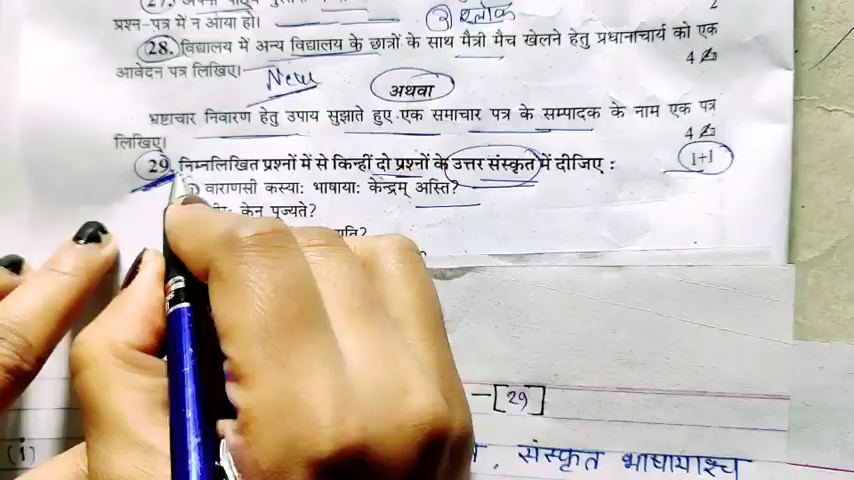 प्रश्न-पत्र में न आया हो।
② श्लोक
2
28. विद्यालय में अन्य विद्यालय के छात्रों के साथ मैत्री मैच खेलने हेतु प्रधानाचार्य को एक
आवेदन पत्र लिखिए।
4
New
अथवा
भ्रष्टाचार निवारण हेतु उपाय सुझाते हुए एक समाचार पत्र के सम्पादक के नाम एक पत्र
लिखिए।
4
29. निम्नलिखित प्रश्नों में से किन्हीं दो प्रश्नों के उत्तर संस्कृत में दीजिए :
1+1
वाराणसी कस्याः भाषायाः केन्द्रम् अस्ति?
केन पूज्यते?
-[29]
(i)
, संस्कृत भाषायाश्च